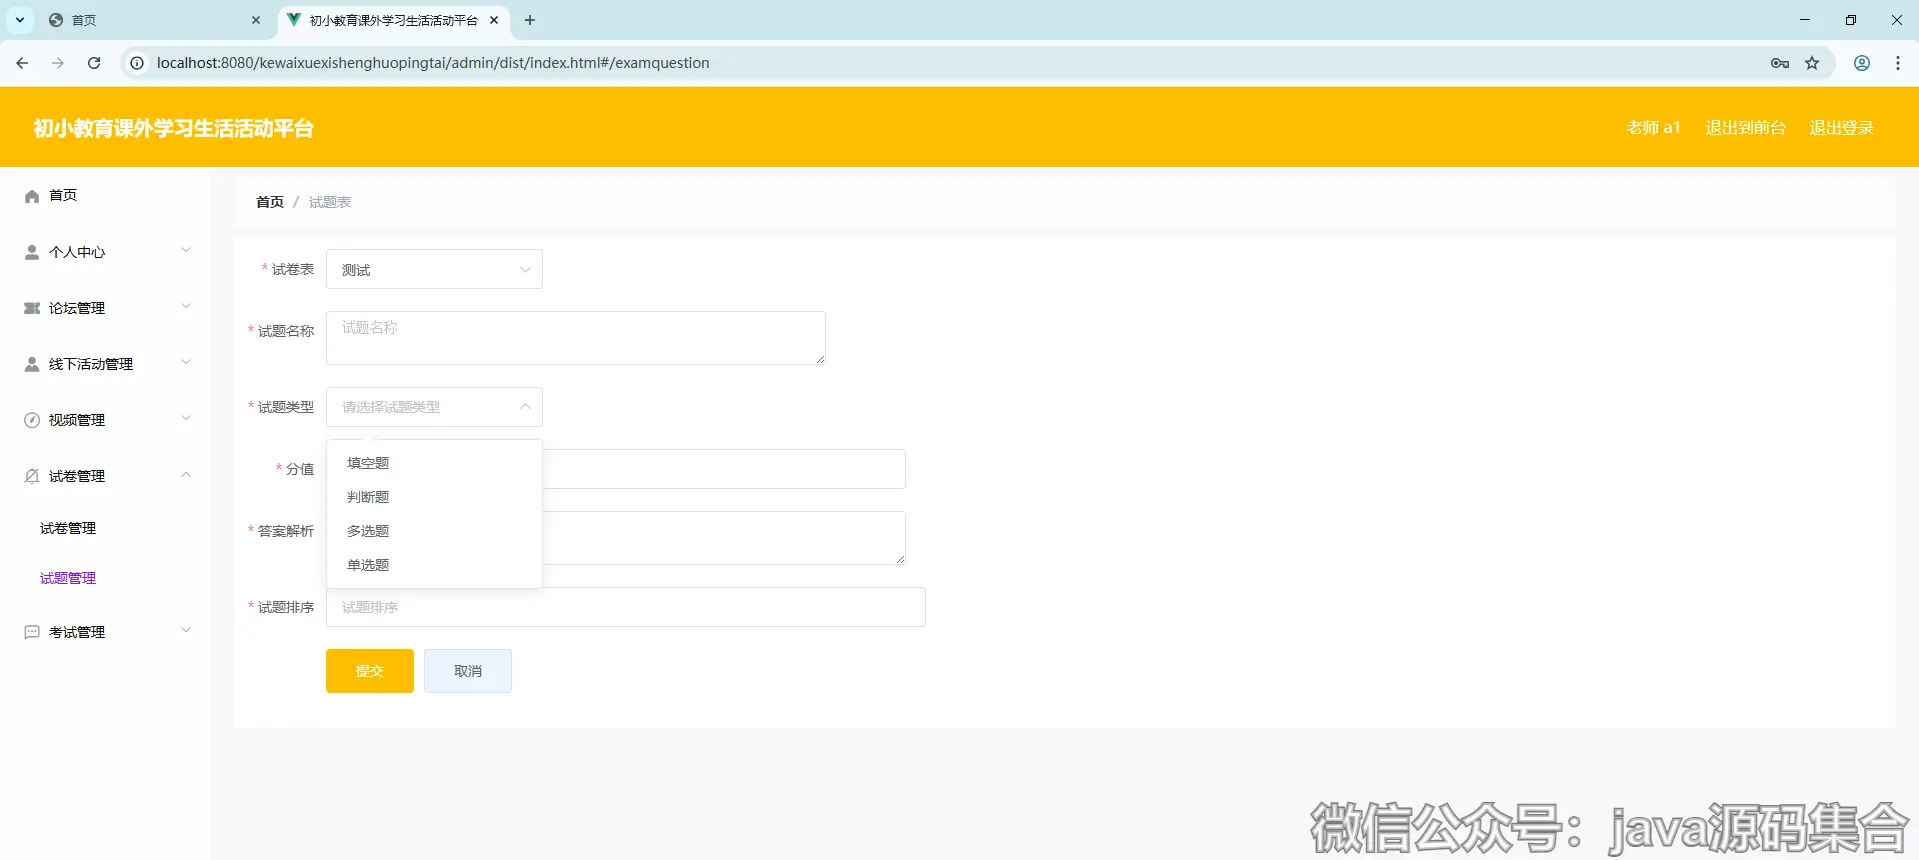 首页
初小教育课外学习生活活动平台
localhost:8080/kewaixuexishenghuopingtai/admin/dist/index.html#/examquestion
初小教育课外学习生活活动平台
老师 a1 退出到前台 退出登录
首页
个人中心
论坛管理
线下活动管理
视频管理
试卷管理
试卷管理
试题管理
考试管理
首页 / 试题表
* 试卷表 测试
* 试题名称 试题名称
* 试题类型 请选择试题类型
填空题
判断题
多选题
单选题
* 分值
* 答案解析
* 试题排序 试题排序
提交 取消
微信公众号：java源码集合